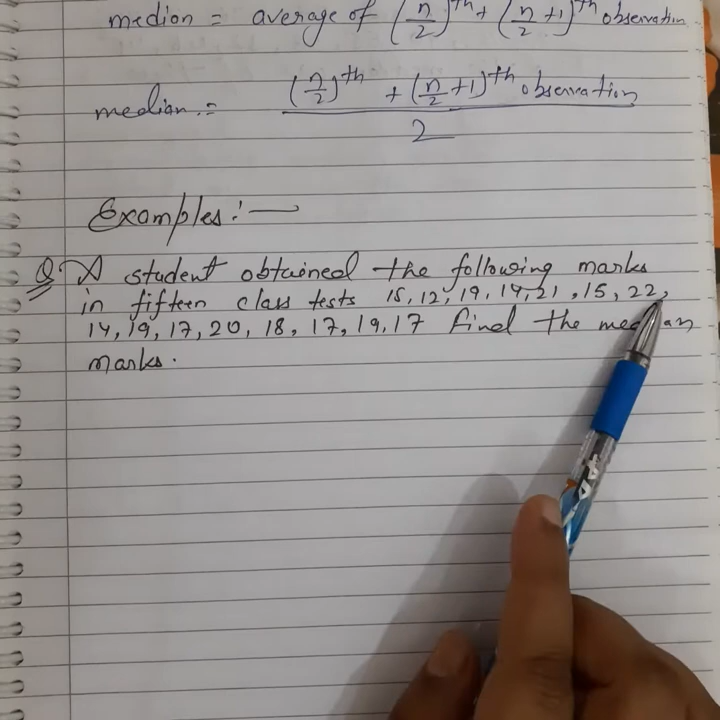 median = average of (n/2)th + (n/2 +1)th observation
median = (n/2)th + (n/2 +1)th observation
2
Examples :—
Q. A student obtained the following marks
in fifteen class tests 15, 12, 19, 14, 21, 15, 22,
14, 19, 17, 20, 18, 17, 19, 17 find the median
marks.